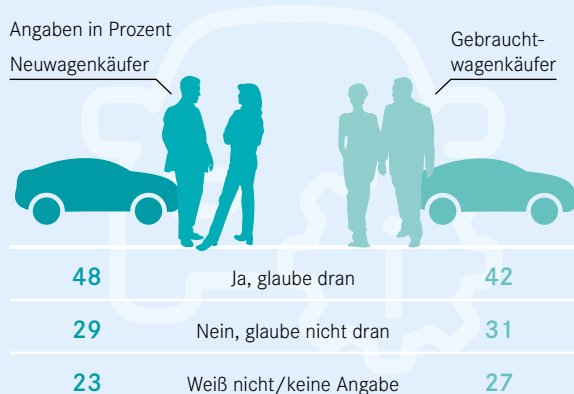 Angaben in Prozent
Neuwagenkäufer
Gebraucht-
wagenkäufer
48 Ja, glaube dran 42
29 Nein, glaube nicht dran 31
23 Weiß nicht/keine Angabe 27